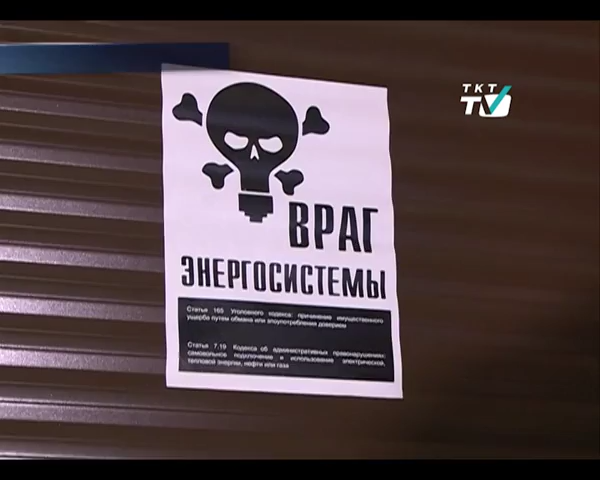 ТКТ
TV
ВРАГ
ЭНЕРГОСИСТЕМЫ
Статья 165 Уголовного кодекса: причинение имущественного
ущерба путем обмана или злоупотребления доверием
Статья 7.19 Кодекса об административных правонарушениях:
самовольное подключение и использование электрической,
тепловой энергии, нефти или газа